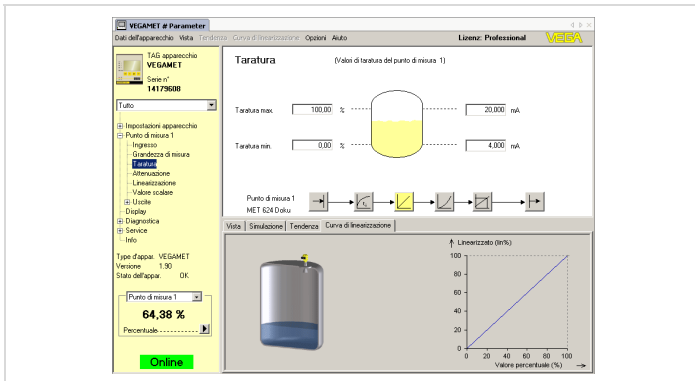 VEGAMET # Parameter
Dati dell'apparecchio Vista Tendenza Curva di linearizzazione Opzioni Aiuto Lizenz: Professional VEGA
TAG apparecchio
VEGAMET
Serie n°
14179608
Tutto
Impostazioni apparecchio
Punto di misura 1
Ingresso
Grandezza di misura
Taratura
Attenuazione
Linearizzazione
Valore scalare
Uscite
Display
Diagnostica
Service
Info
Type d'appar. VEGAMET
Versione 1.90
Stato dell'appar. OK
Punto di misura 1
64,38 %
Percentuale
Online
Taratura (Valori di taratura del punto di misura 1)
Taratura max. 100,00 % 20,000 mA
Taratura min. 0,00 % 4,000 mA
Punto di misura 1
MET 624 Doku
Vista Simulazione Tendenza Curva di linearizzazione
Linearizzato (lin%)
100
80
60
40
20
0
0 20 40 60 80 100
Valore percentuale (%)